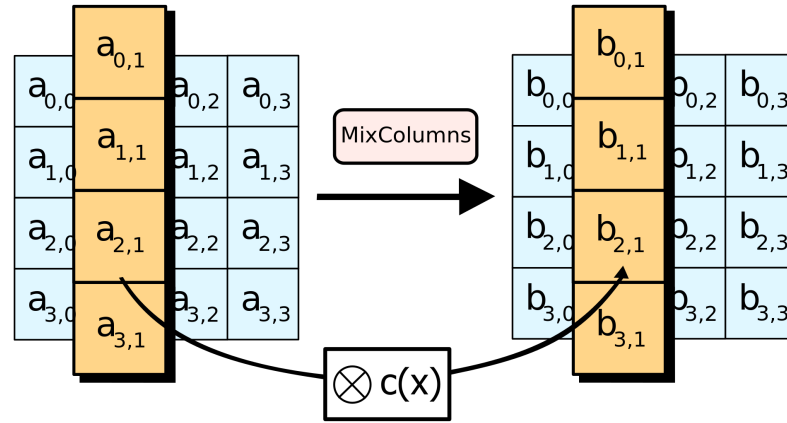 a0,1 b0,1
a0,0 a0,2 a0,3 b0,0 b0,2 b0,3
MixColumns
a1,1 b1,1
a1,0 a1,2 a1,3 b1,0 b1,2 b1,3
a2,1 b2,1
a2,0 a2,2 a2,3 b2,0 b2,2 b2,3
a3,0 a3,2 a3,3 b3,0 b3,2 b3,3
a3,1 b3,1
⊗ c(x)